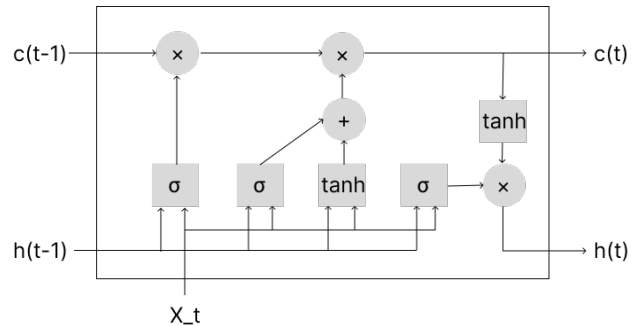 c(t-1) × × c(t)
tanh
+
σ σ tanh σ ×
h(t-1) h(t)
X_t